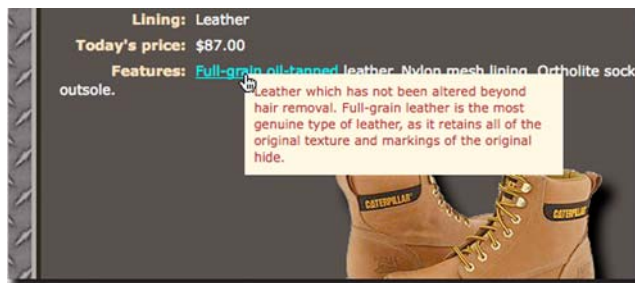 Lining: Leather
Today's price: $87.00
Features: Full-grain oil-tanned leather, Nylon mesh lining, Ortholite sock
outsole.
Leather which has not been altered beyond
hair removal. Full-grain leather is the most
genuine type of leather, as it retains all of the
original texture and markings of the original
hide.
CATERPILLAR
CATERPILLAR